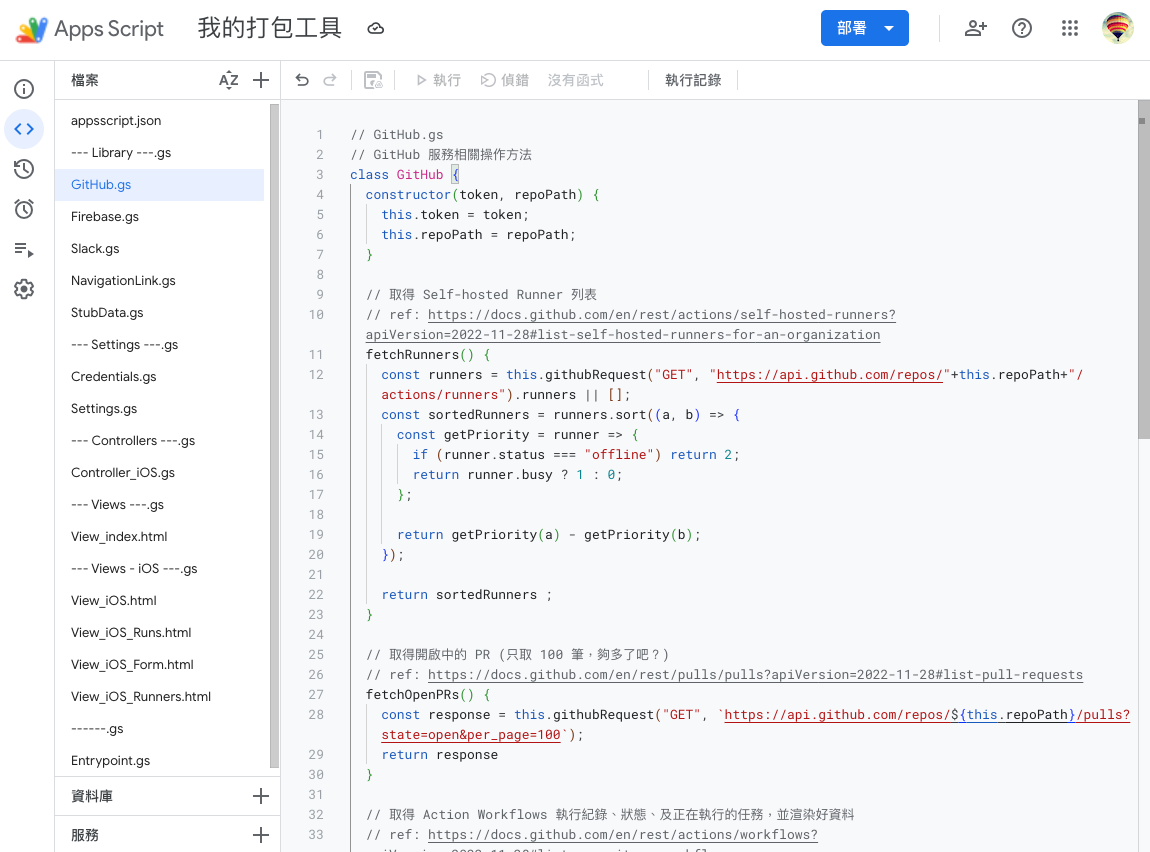 Apps Script
我的打包工具
部署
檔案
AZ
執行
偵錯
沒有函式
執行記錄
appsscript.json
--- Library ---.gs
GitHub.gs
Firebase.gs
Slack.gs
NavigationLink.gs
StubData.gs
--- Settings ---.gs
Credentials.gs
Settings.gs
--- Controllers ---.gs
Controller_iOS.gs
--- Views ---.gs
View_index.html
--- Views - iOS ---.gs
View_iOS.html
View_iOS_Runs.html
View_iOS_Form.html
View_iOS_Runners.html
------.gs
Entrypoint.gs
資料庫
服務
1 // GitHub.gs
2 // GitHub 服務相關操作方法
3 class GitHub {
4 constructor(token, repoPath) {
5 this.token = token;
6 this.repoPath = repoPath;
7 }
8
9 // 取得 Self-hosted Runner 列表
10 // ref: https://docs.github.com/en/rest/actions/self-hosted-runners?
apiVersion=2022-11-28#list-self-hosted-runners-for-an-organization
11 fetchRunners() {
12 const runners = this.githubRequest("GET", "https://api.github.com/repos/"+this.repoPath+"/
actions/runners").runners || [];
13 const sortedRunners = runners.sort((a, b) => {
14 const getPriority = runner => {
15 if (runner.status === "offline") return 2;
16 return runner.busy ? 1 : 0;
17 };
18
19 return getPriority(a) - getPriority(b);
20 });
21
22 return sortedRunners ;
23 }
24
25 // 取得開啟中的 PR (只取 100 筆，夠多了吧？)
26 // ref: https://docs.github.com/en/rest/pulls/pulls?apiVersion=2022-11-28#list-pull-requests
27 fetchOpenPRs() {
28 const response = this.githubRequest("GET", `https://api.github.com/repos/${this.repoPath}/pulls?
state=open&per_page=100`);
29 return response
30 }
31
32 // 取得 Action Workflows 執行紀錄、狀態、及正在執行的任務，並渲染好資料
33 // ref: https://docs.github.com/en/rest/actions/workflows?